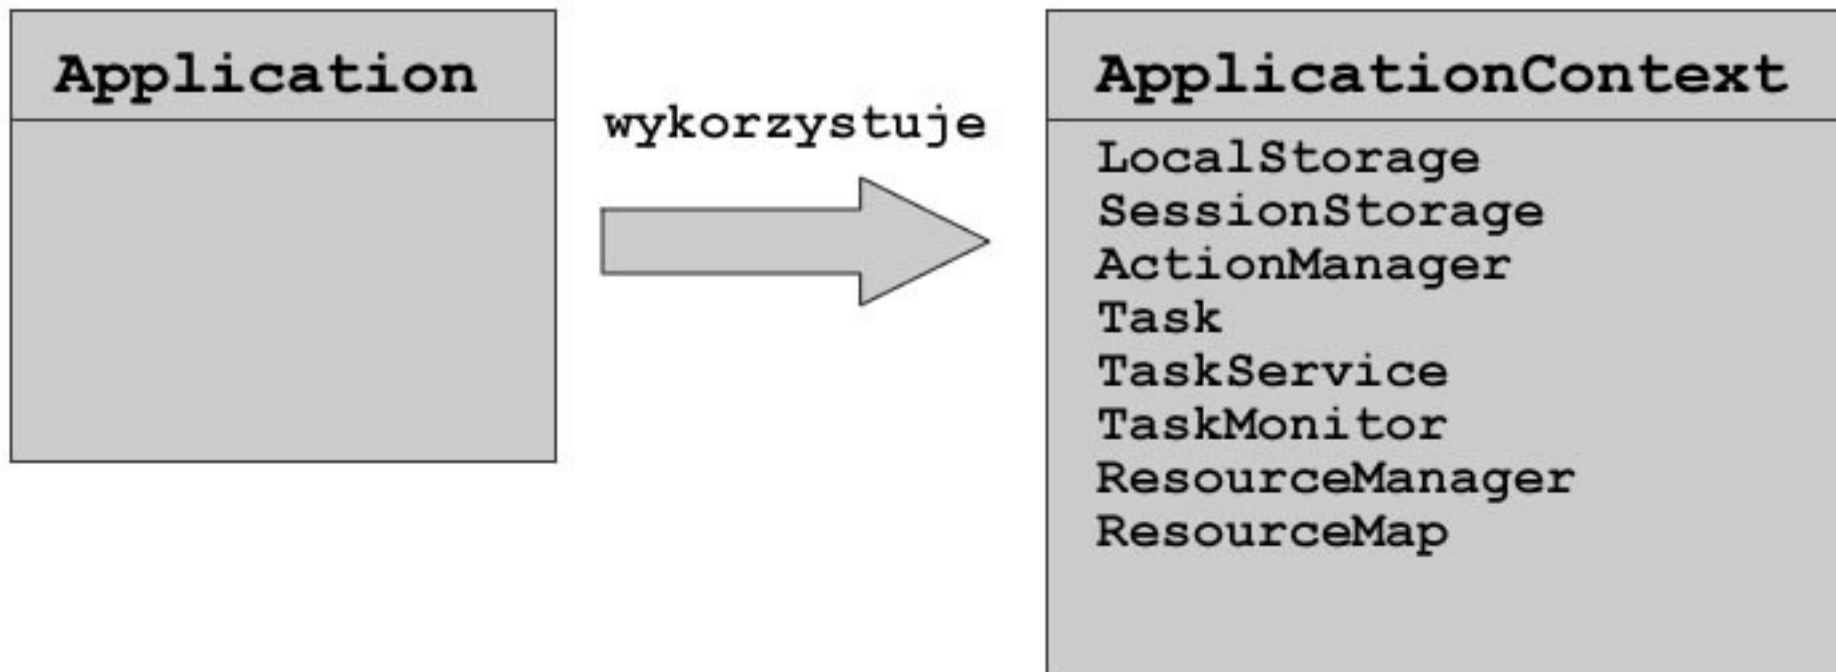 Application
wykorzystuje
ApplicationContext
LocalStorage
SessionStorage
ActionManager
Task
TaskService
TaskMonitor
ResourceManager
ResourceMap